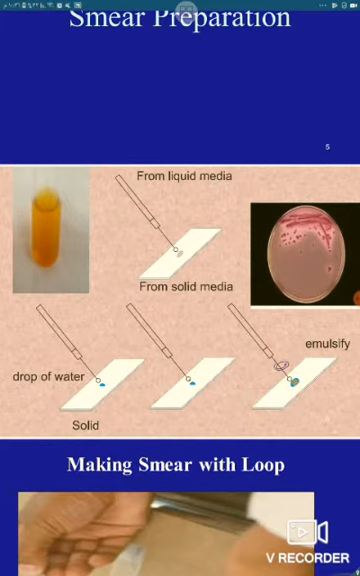 Smear Preparation
5
From liquid media
From solid media
drop of water
emulsify
Solid
Making Smear with Loop
V RECORDER